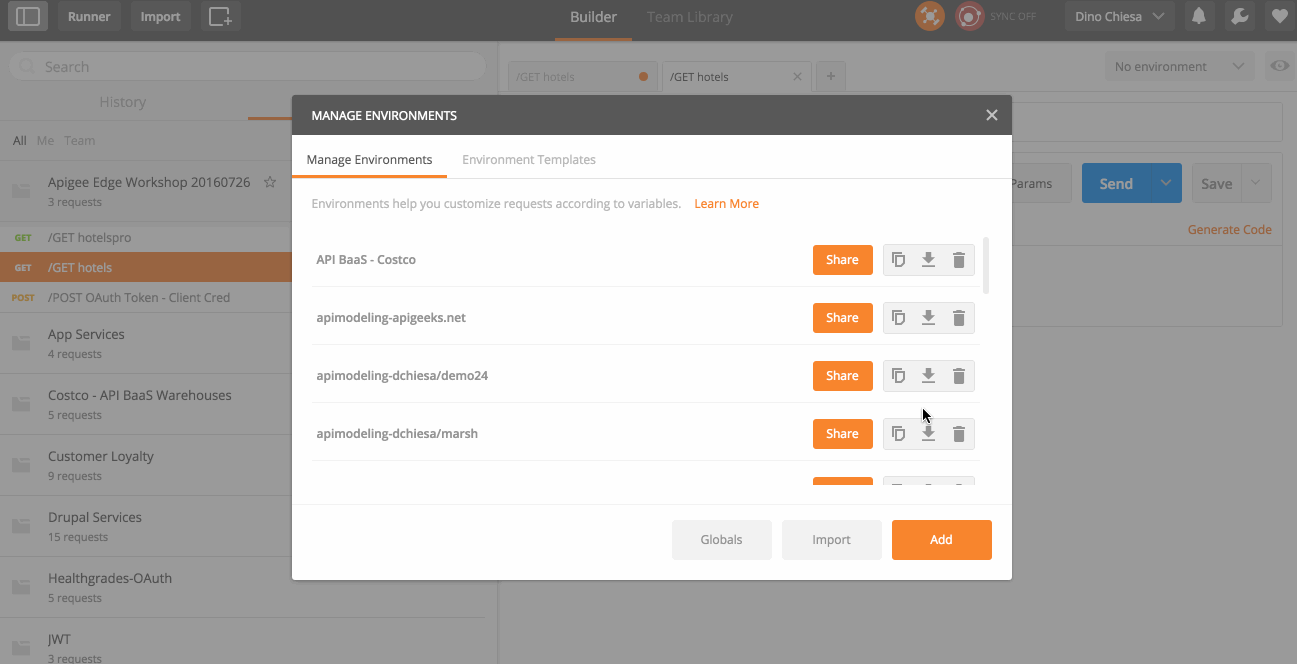 Runner
Import
Builder
Team Library
SYNC OFF
Dino Chiesa
Search
/GET hotels
/GET hotels
+
No environment
History
All Me Team
Apigee Edge Workshop 20160726
3 requests
GET /GET hotelspro
GET /GET hotels
POST /POST OAuth Token - Client Cred
App Services
4 requests
Costco - API BaaS Warehouses
5 requests
Customer Loyalty
9 requests
Drupal Services
15 requests
Healthgrades-OAuth
5 requests
JWT
3 requests
MANAGE ENVIRONMENTS
Manage Environments
Environment Templates
Environments help you customize requests according to variables. Learn More
API BaaS - Costco Share
apimodeling-apigeeks.net Share
apimodeling-dchiesa/demo24 Share
apimodeling-dchiesa/marsh Share
Globals
Import
Add
Params
Send
Save
Generate Code